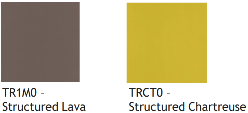 TR1M0 -
Structured Lava
TRCT0 -
Structured Chartreuse